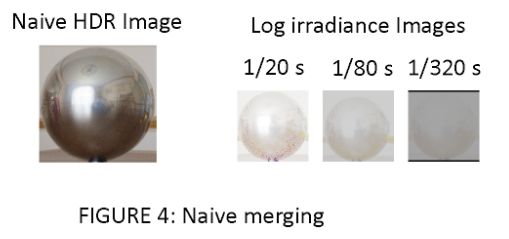 Naive HDR Image
Log irradiance Images
1/20 s 1/80 s 1/320 s
FIGURE 4: Naive merging